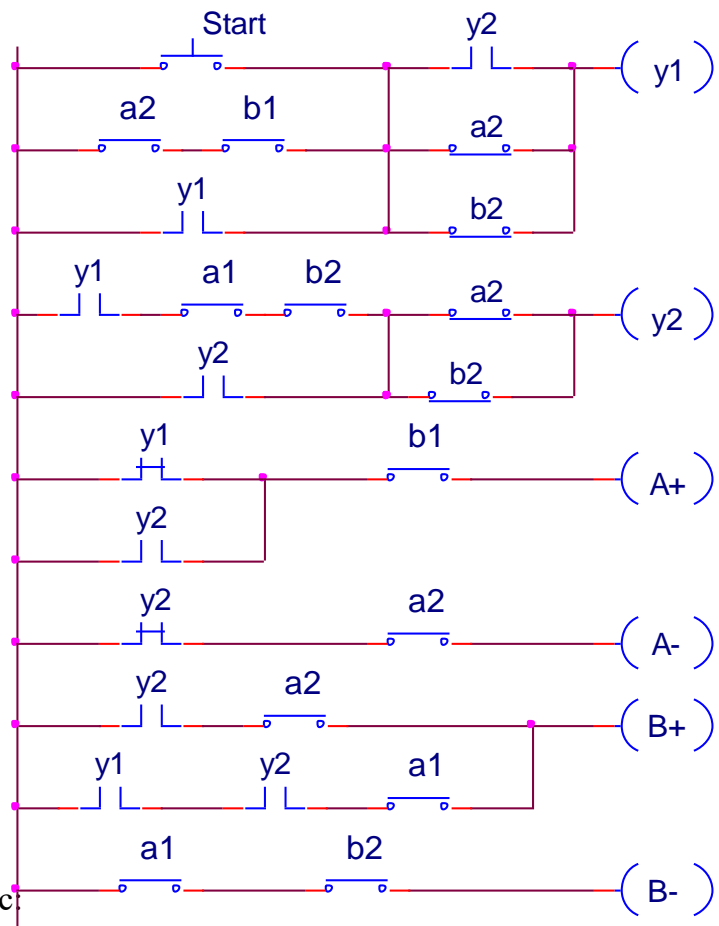 Start y2
y1
a2 b1 a2
y1 b2
y1 a1 b2 a2
y2
y2 b2
y1 b1
A+
y2
y2 a2
A-
y2 a2
B+
y1 y2 a1
a1 b2
B-
c: